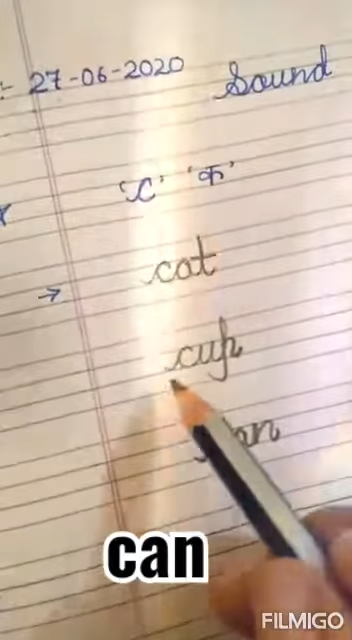 :- 27-06-2020 Sound
'C' 'क'
→ cat
cup
can
FILMIGO